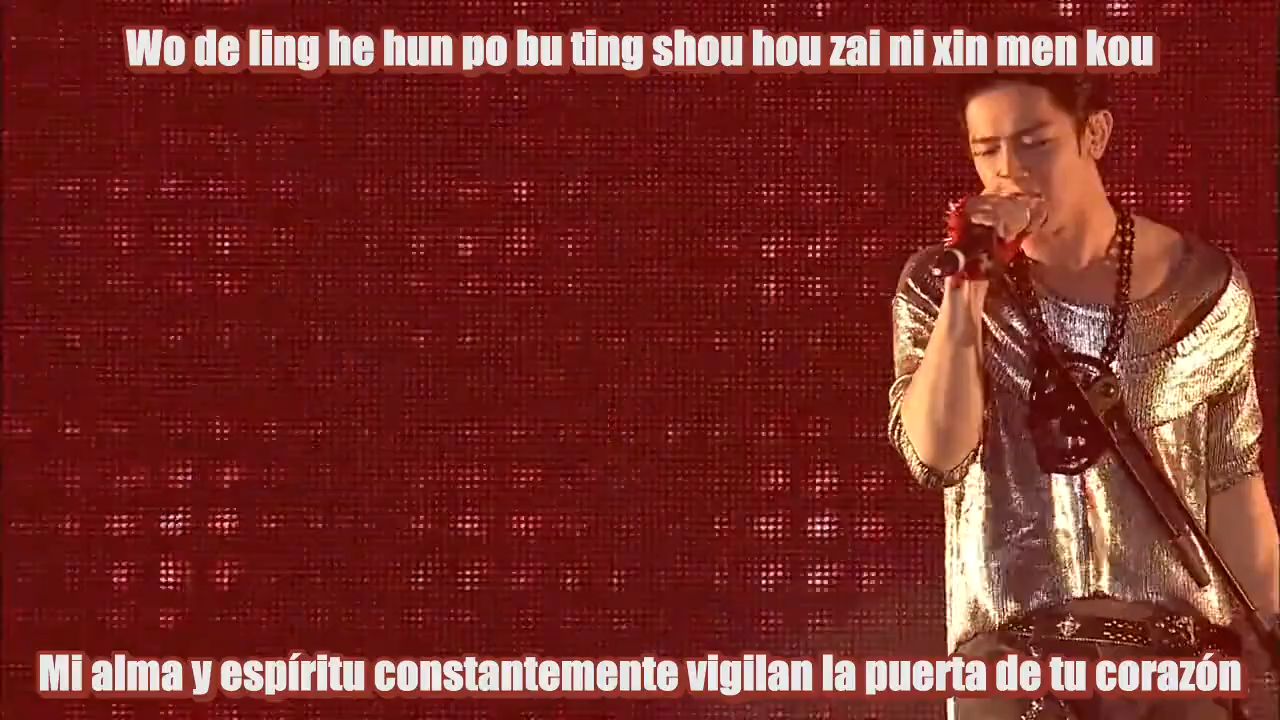 Wo de ling he hun po bu ting shou hou zai ni xin men kou
Mi alma y espíritu constantemente vigilan la puerta de tu corazón